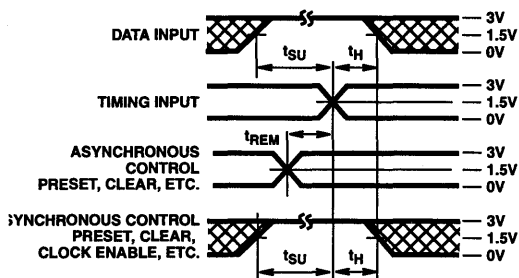 DATA INPUT
3V
1.5V
0V
tSU
tH
TIMING INPUT
3V
1.5V
0V
tREM
ASYNCHRONOUS
CONTROL
PRESET, CLEAR, ETC.
3V
1.5V
0V
SYNCHRONOUS CONTROL
PRESET, CLEAR,
CLOCK ENABLE, ETC.
3V
1.5V
0V
tSU
tH